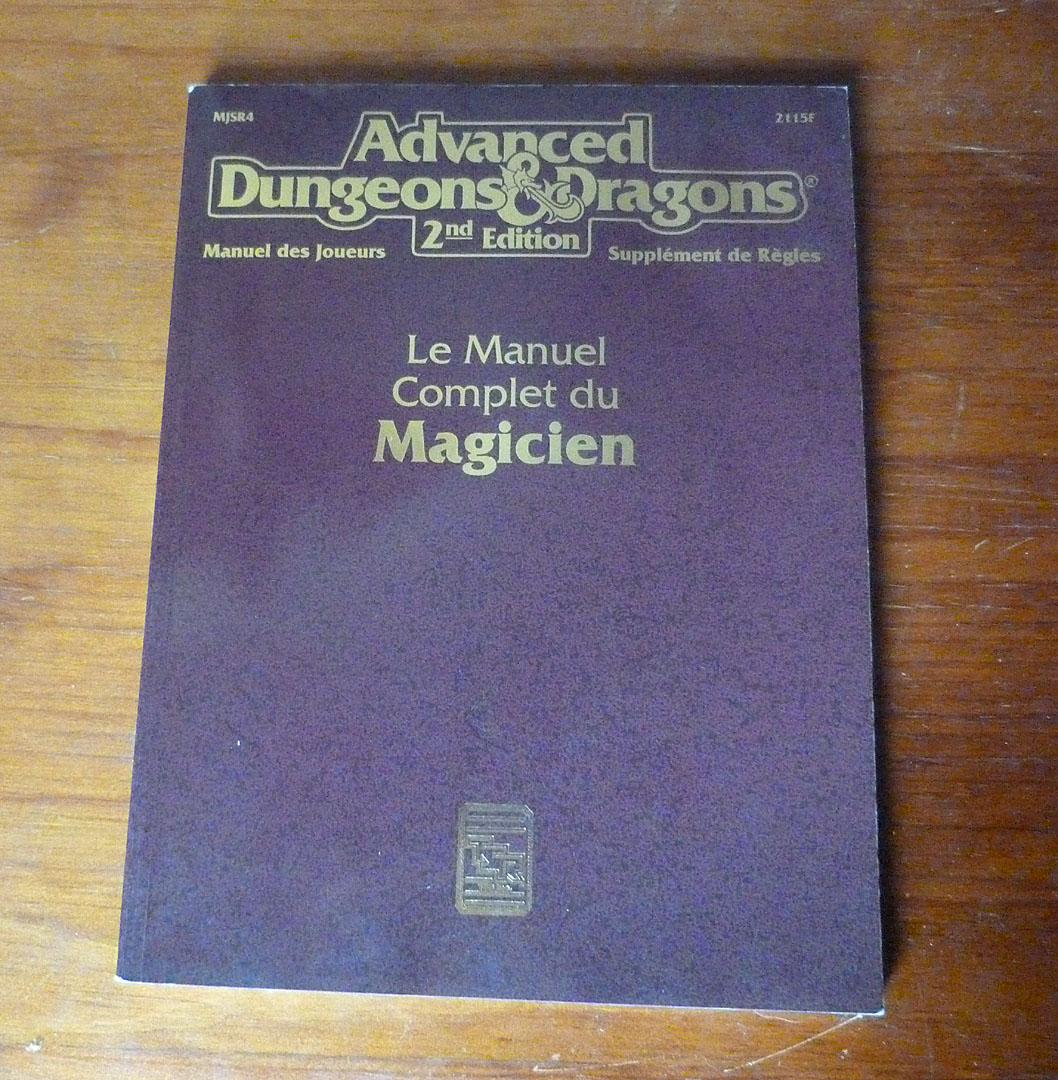 MJSR4
2115F
Advanced
Dungeons & Dragons®
2nd Edition
Manuel des Joueurs
Supplément de Règles
Le Manuel
Complet du
Magicien